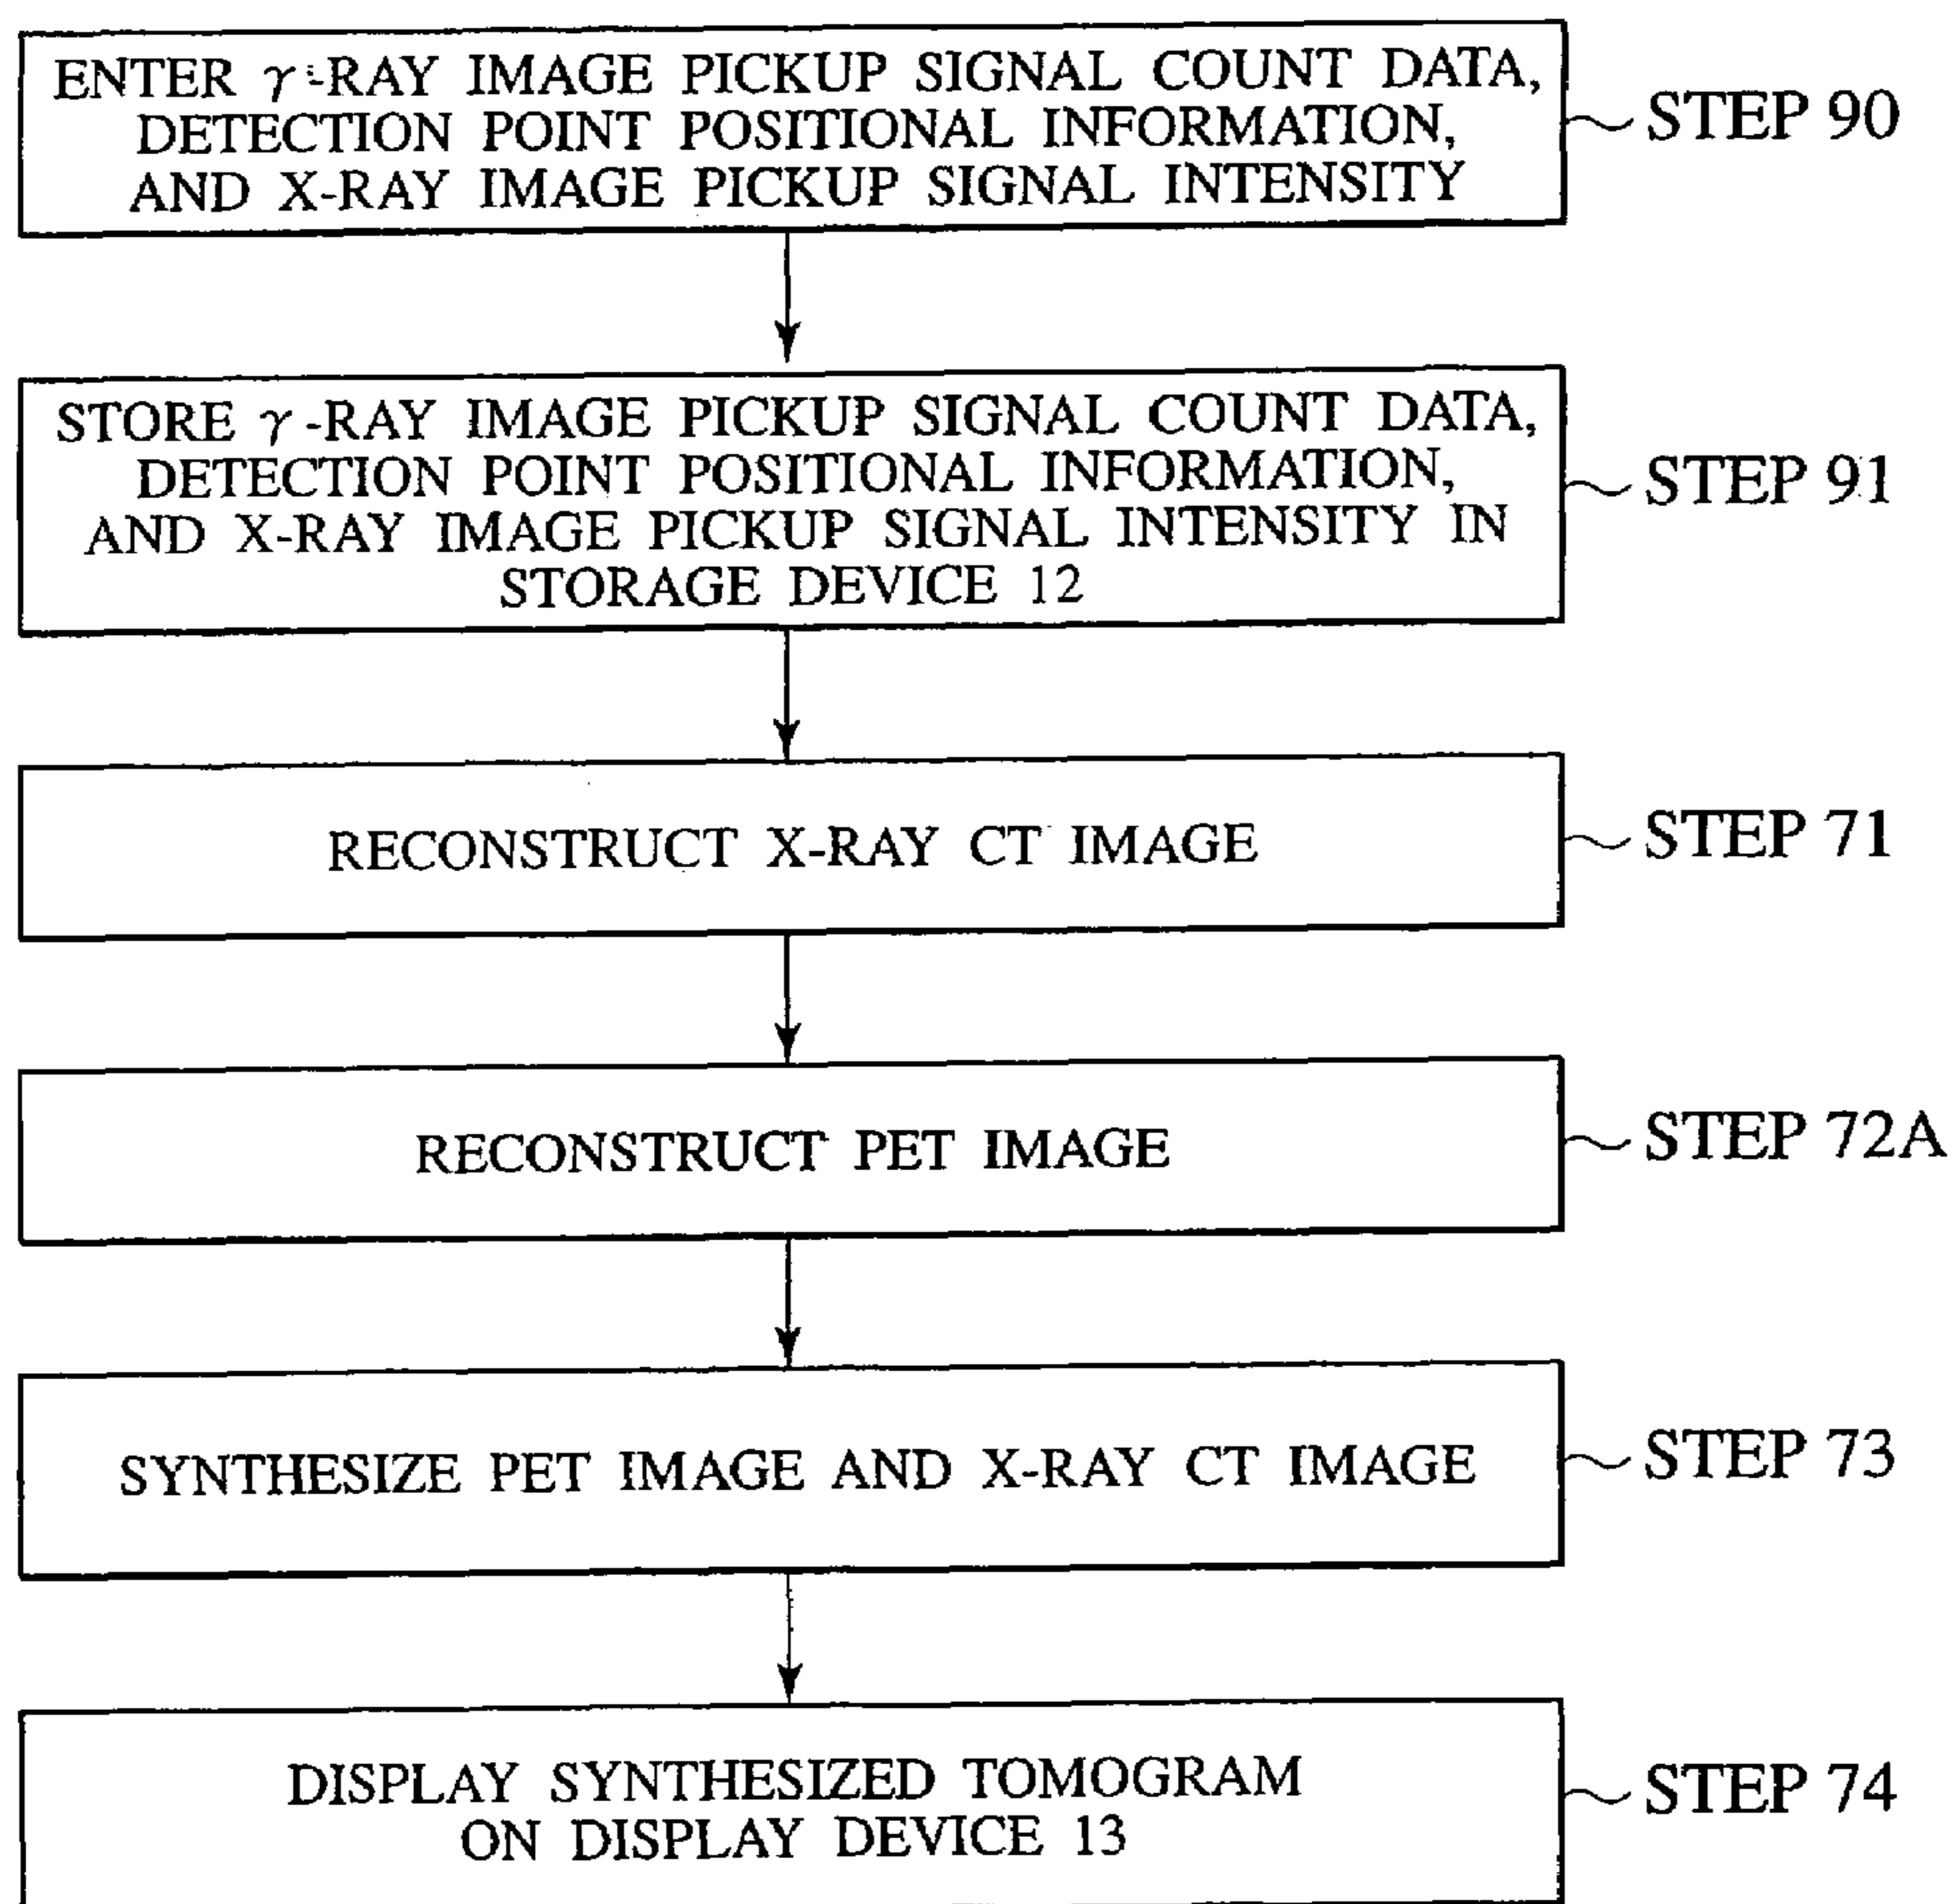 ENTER γ-RAY IMAGE PICKUP SIGNAL COUNT DATA,
DETECTION POINT POSITIONAL INFORMATION,
AND X-RAY IMAGE PICKUP SIGNAL INTENSITY
STEP 90
STORE γ-RAY IMAGE PICKUP SIGNAL COUNT DATA,
DETECTION POINT POSITIONAL INFORMATION,
AND X-RAY IMAGE PICKUP SIGNAL INTENSITY IN
STORAGE DEVICE 12
STEP 91
RECONSTRUCT X-RAY CT IMAGE
STEP 71
RECONSTRUCT PET IMAGE
STEP 72A
SYNTHESIZE PET IMAGE AND X-RAY CT IMAGE
STEP 73
DISPLAY SYNTHESIZED TOMOGRAM
ON DISPLAY DEVICE 13
STEP 74